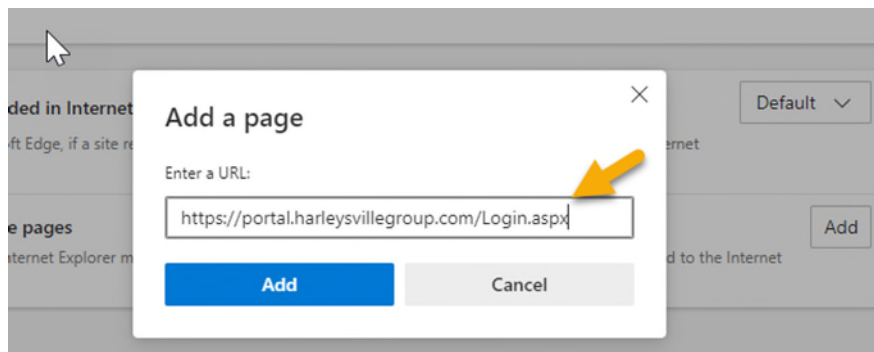 ded in Internet
Default
Add a page
ft Edge, if a site re
ernet
Enter a URL:
https://portal.harleysvillegroup.com/Login.aspx
e pages
Add
nternet Explorer m
d to the Internet
Add
Cancel